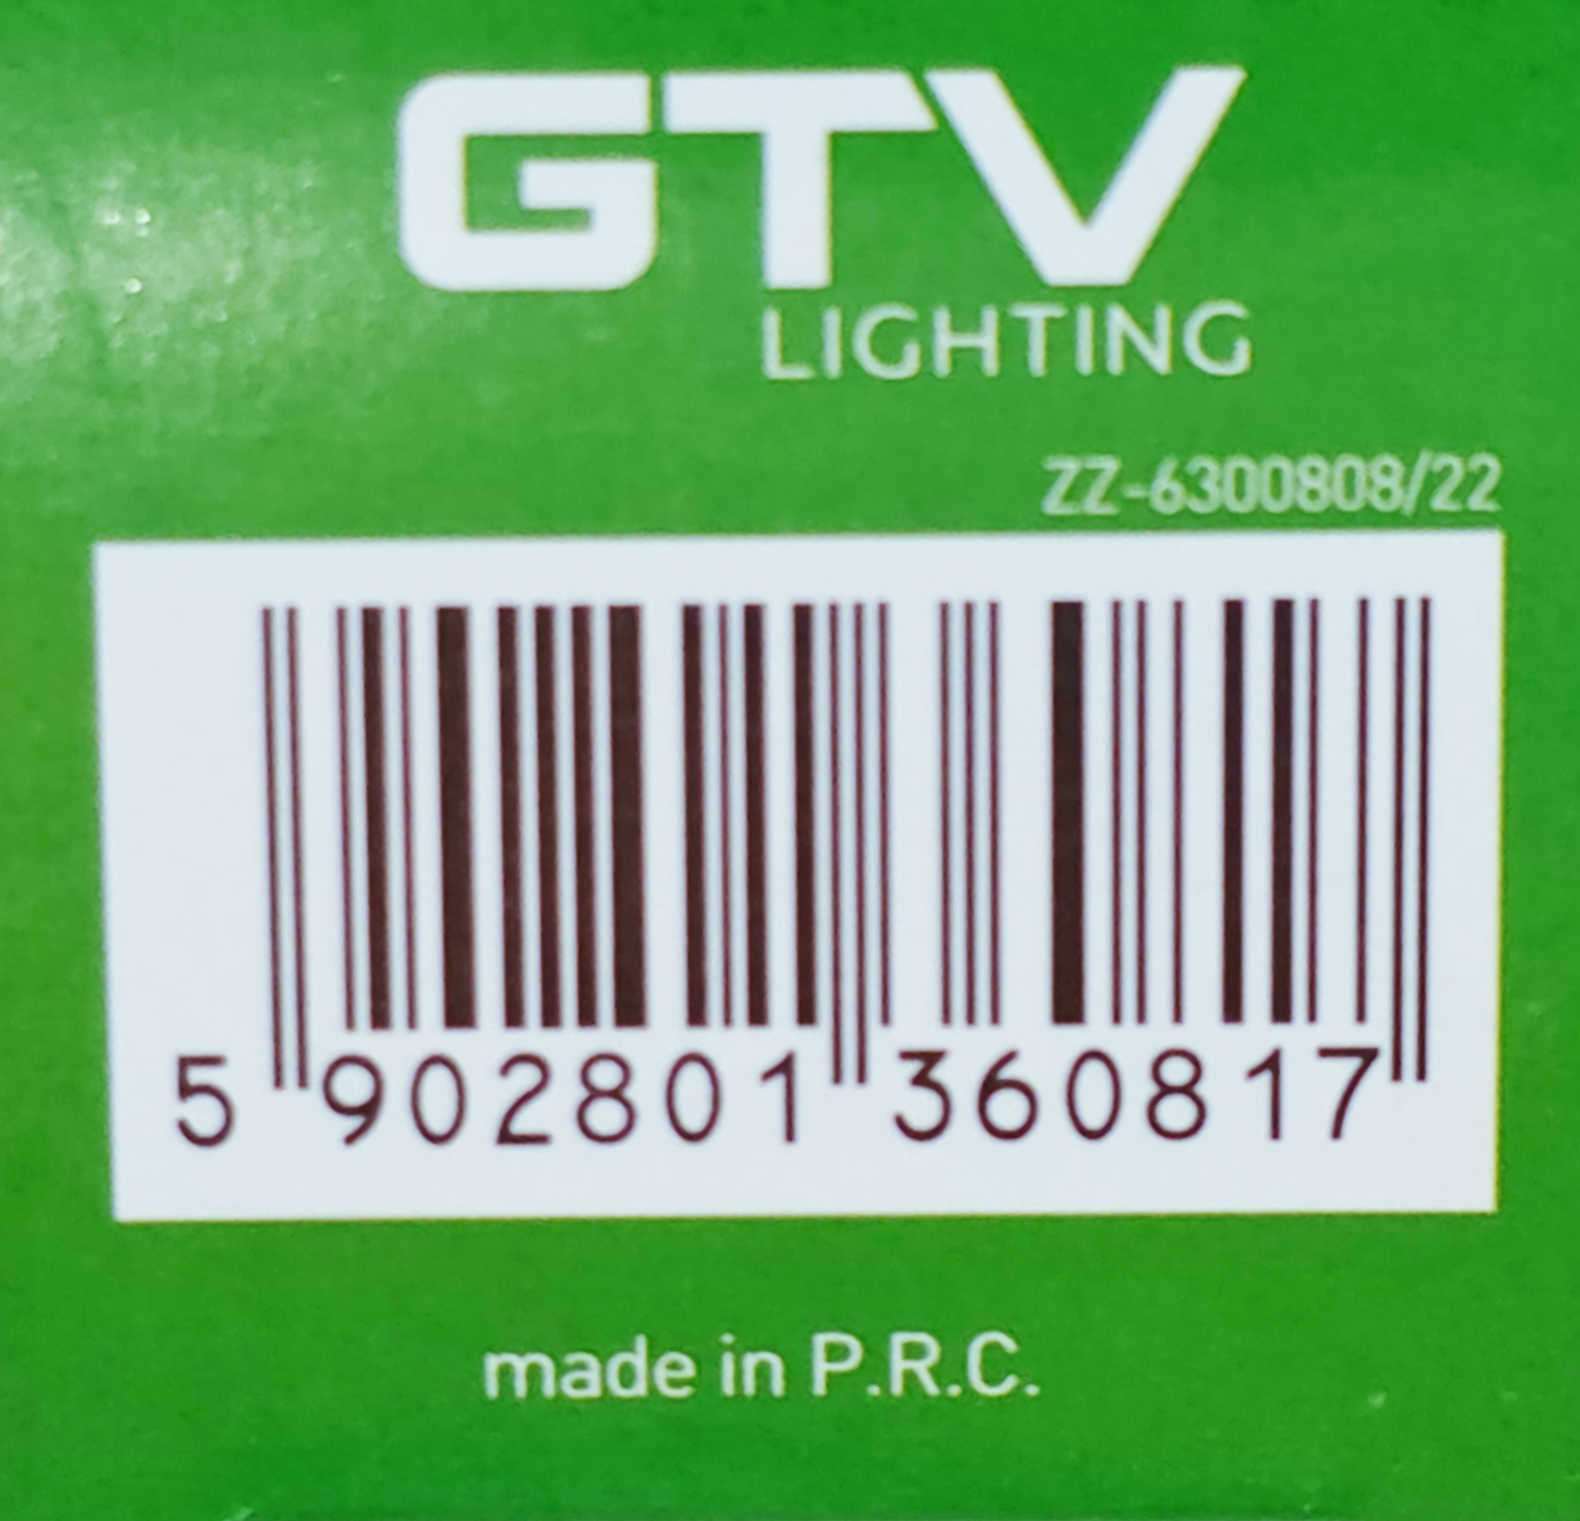 GTV
LIGHTING
ZZ-6300808/22
5 902801 360817
made in P.R.C.